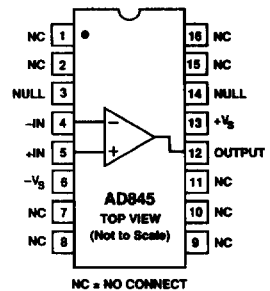 NC 1 16 NC
NC 2 15 NC
NULL 3 14 NULL
–IN 4 – 13 +Vs
+IN 5 + 12 OUTPUT
–Vs 6 11 NC
AD845
NC 7 TOP VIEW 10 NC
(Not to Scale)
NC 8 9 NC
NC = NO CONNECT